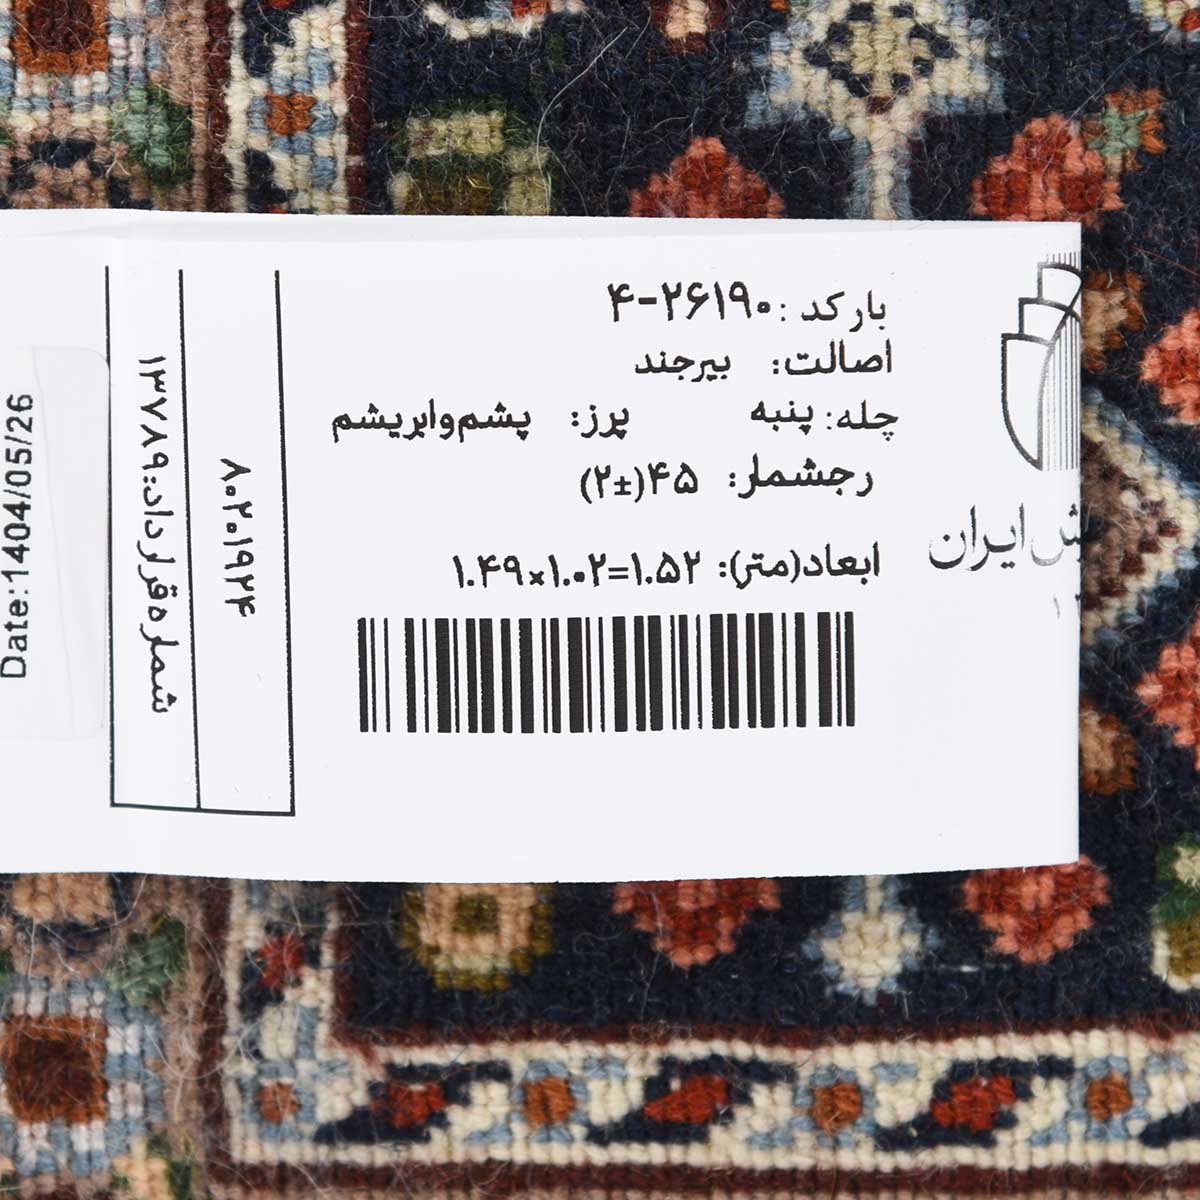 بارکد: ۴-۲۶۱۹۰
اصالت: بیرجند
چله: پنبه پرز: پشم‌وابریشم
رجشمار: ۴۵(±۲)
ابعاد(متر): ۱.۴۹×۱.۰۲=۱.۵۲
ایران
۸۰۲۰۱۹۲۴
شماره قرارداد: ۱۳۷۸۹
Date: 1404/05/26